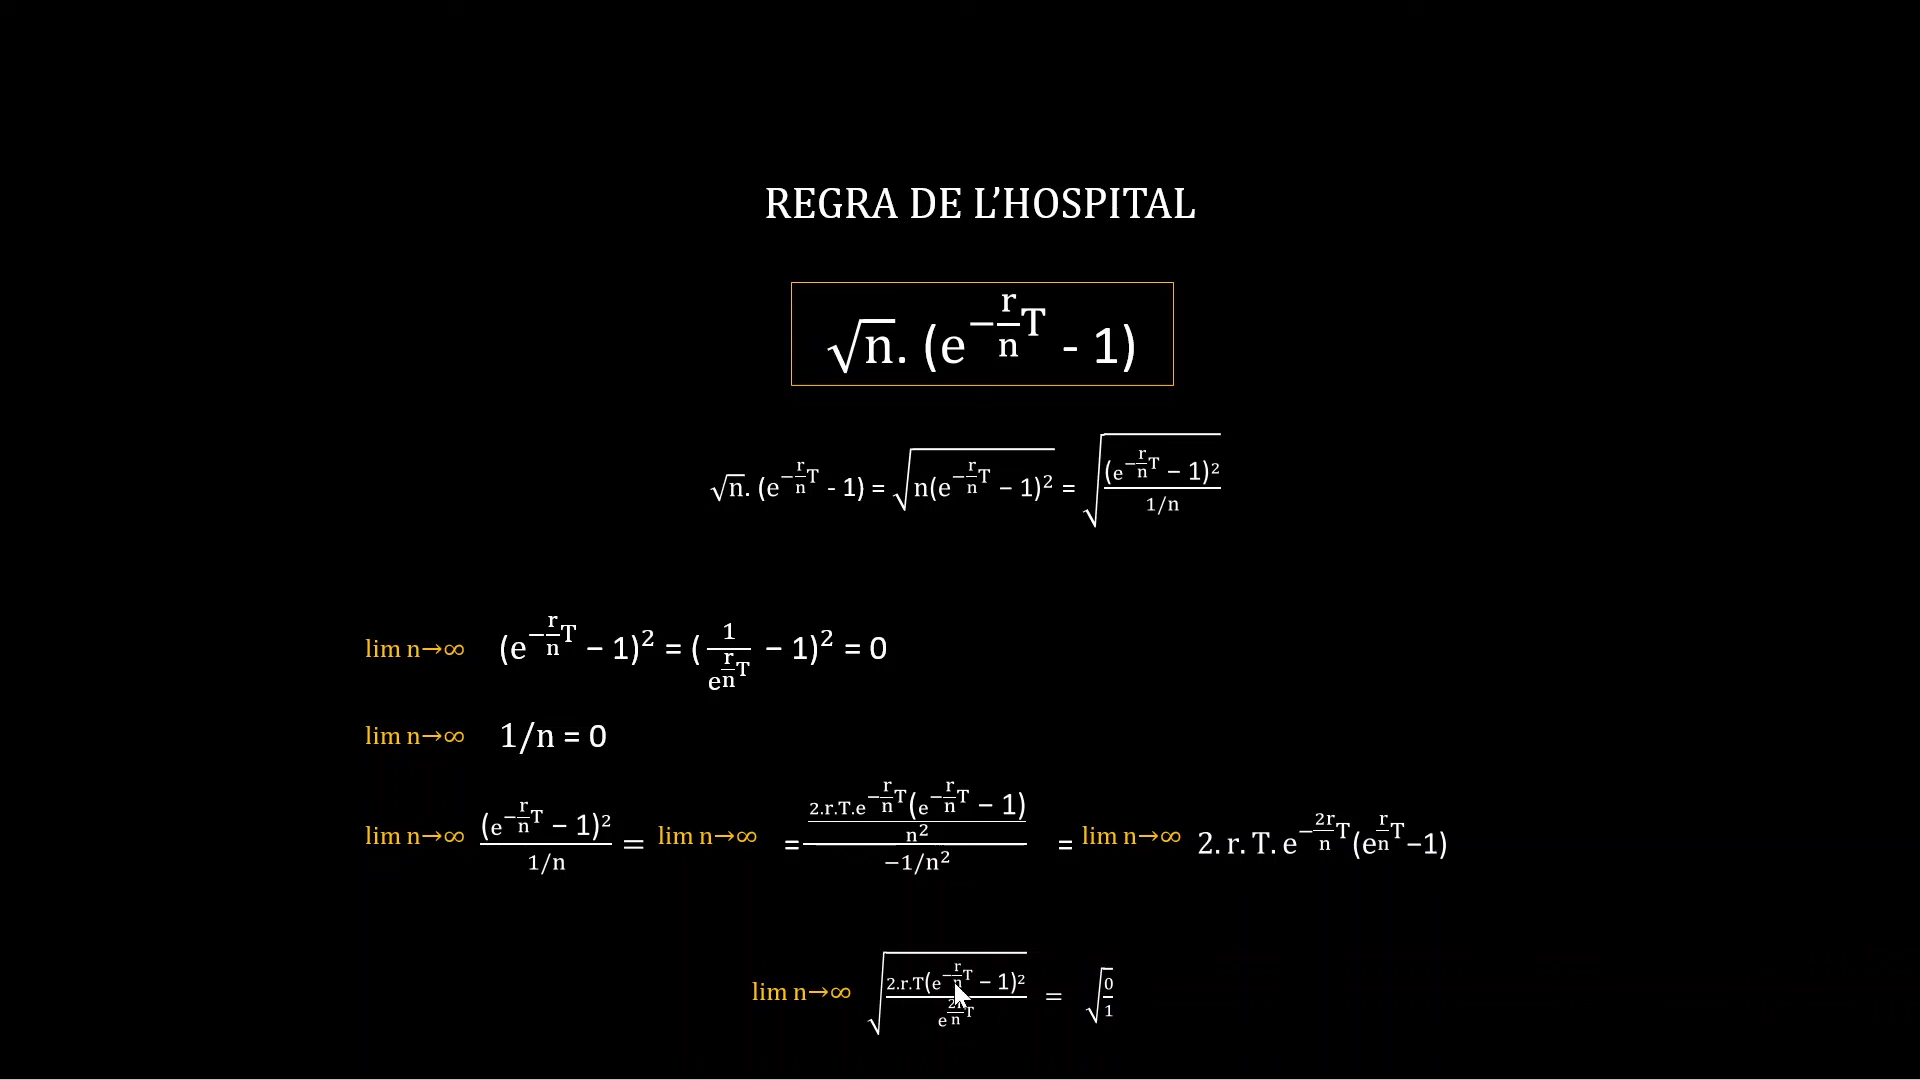 REGRA DE L’HOSPITAL
√n. (e^(−r/n T) - 1)
√n. (e^(−r/n T) - 1) = √(n(e^(−r/n T) − 1)²) = √((e^(−r/n T) − 1)² / (1/n))
lim n→∞ (e^(−r/n T) − 1)² = (1/e^(r/n T) − 1)² = 0
lim n→∞ 1/n = 0
lim n→∞ (e^(−r/n T) − 1)² / (1/n) = lim n→∞ = ((2.r.T.e^(−r/n T)(e^(−r/n T) − 1)) / n²) / (−1/n²) = lim n→∞ 2. r. T. e^(−2r/n T)(e^(r/n T) −1)
lim n→∞ √(2.r.T(e^(−r/n T) − 1)² / e^(2r/n T)) = √(0/1)